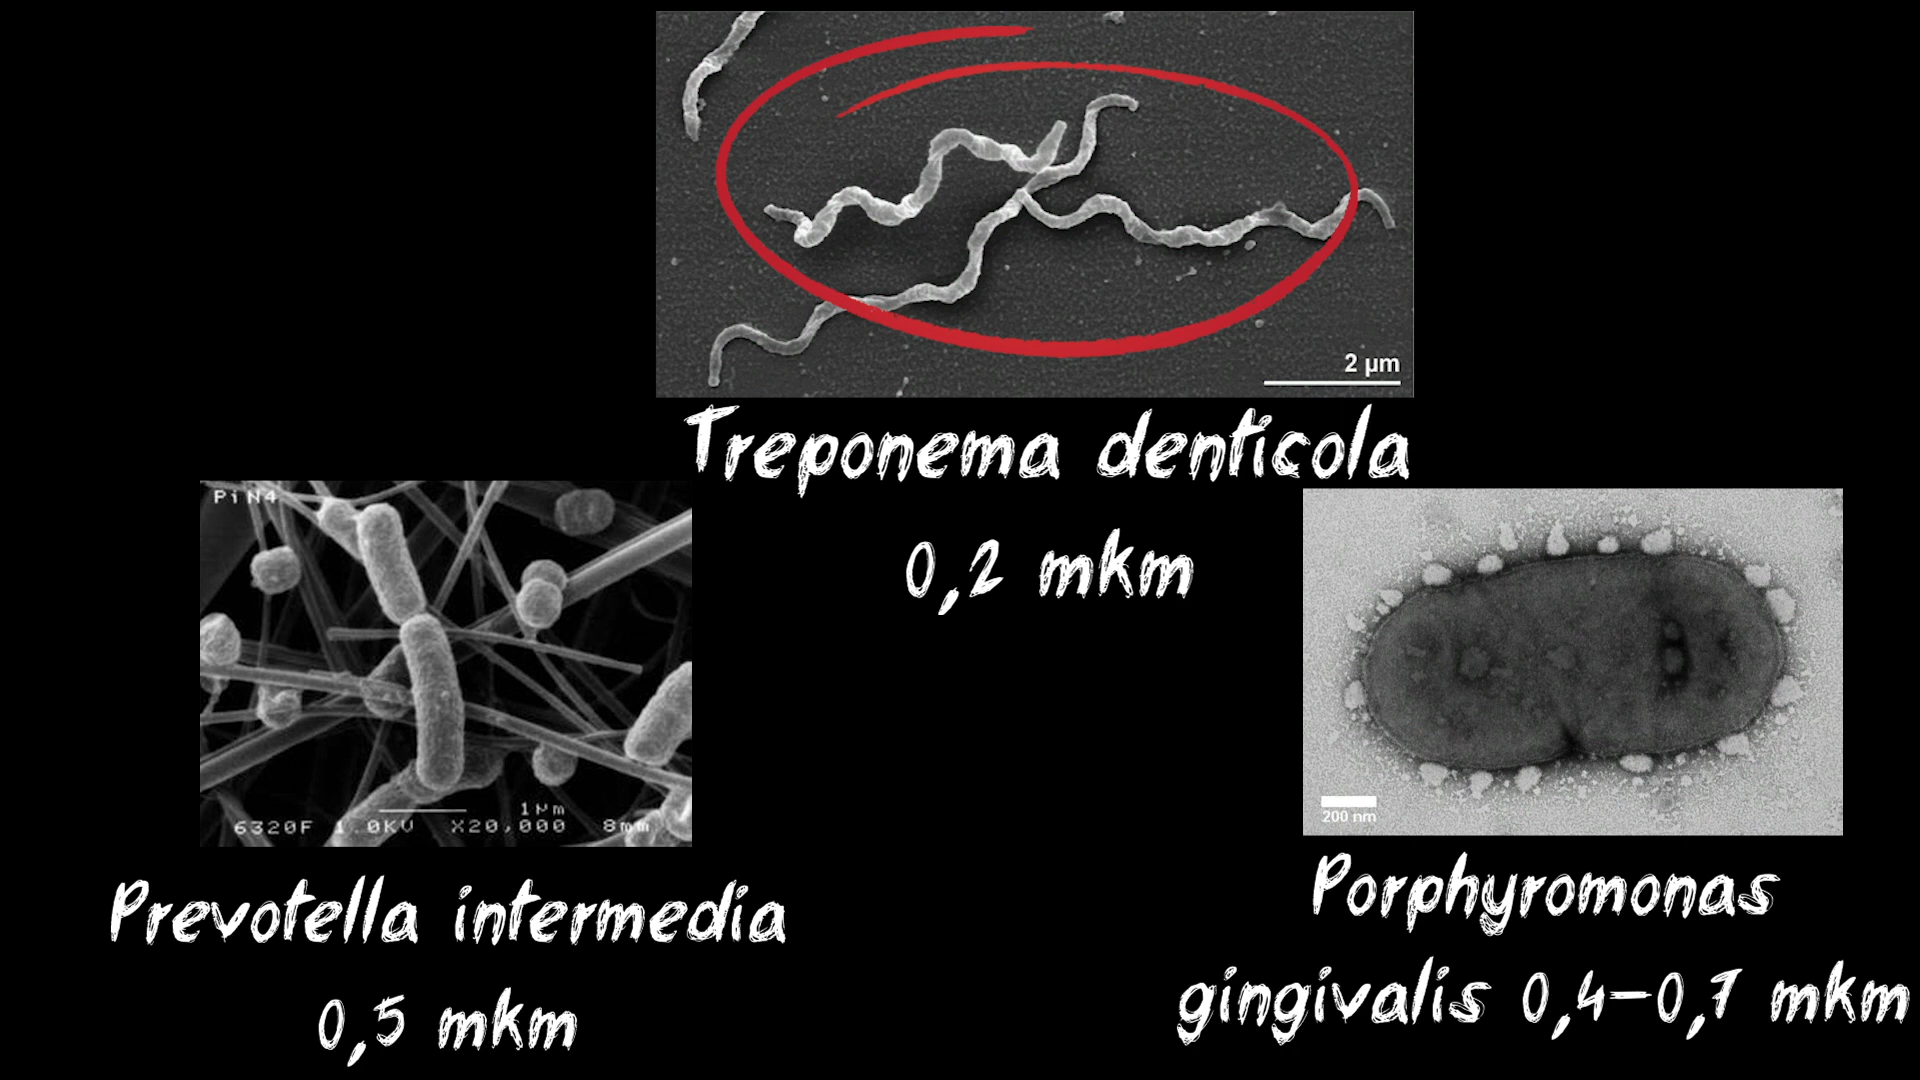 2 µm
Treponema denticola
0,2 mkm
PiN4
1µm
6320F 1.0KV X20,000 8mm
Prevotella intermedia
0,5 mkm
200 nm
Porphyromonas
gingivalis 0,4-0,7 mkm